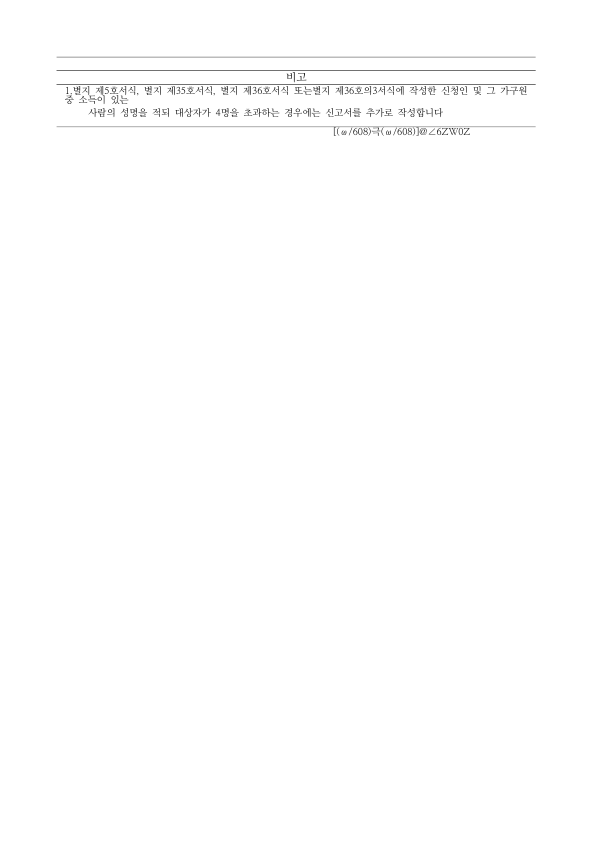 비고
1.별지 제5호서식, 별지 제35호서식, 별지 제36호서식 또는별지 제36호의3서식에 작성한 신청인 및 그 가구원
중 소득이 있는
사람의 성명을 적되 대상자가 4명을 초과하는 경우에는 신고서를 추가로 작성합니다
[(ω/608)극(ω/608)]@∠6ZW0Z